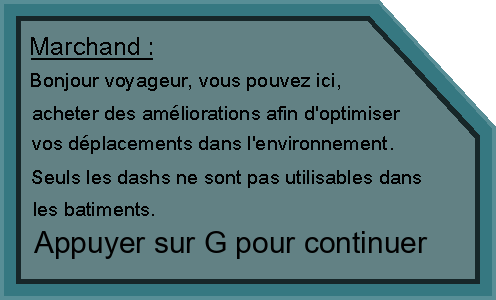 Marchand :
Bonjour voyageur, vous pouvez ici,
acheter des améliorations afin d'optimiser
vos déplacements dans l'environnement.
Seuls les dashs ne sont pas utilisables dans
les batiments.
Appuyer sur G pour continuer